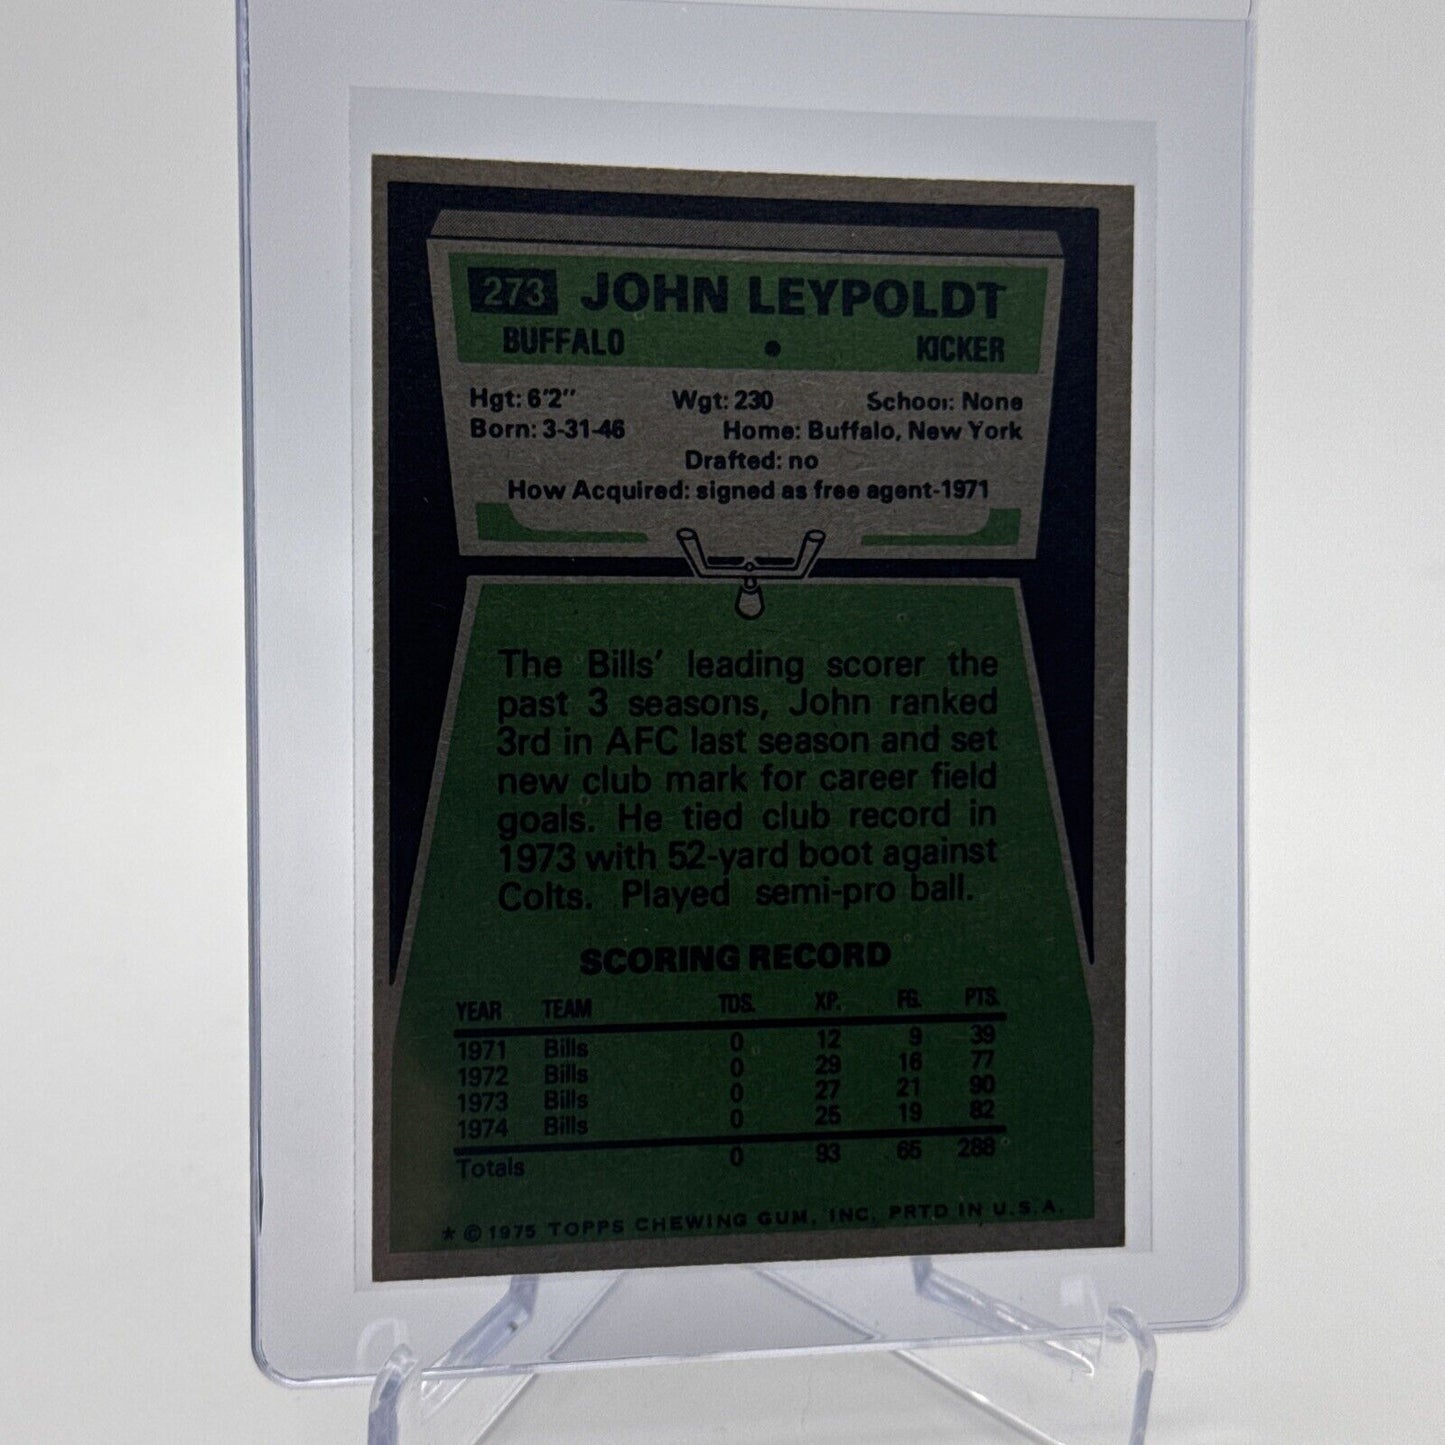 273 JOHN LEYPOLDT
BUFFALO • KICKER
Hgt: 6'2" Wgt: 230 School: None
Born: 3-31-46 Home: Buffalo, New York
Drafted: no
How Acquired: signed as free agent-1971
The Bills' leading scorer the
past 3 seasons, John ranked
3rd in AFC last season and set
new club mark for career field
goals. He tied club record in
1973 with 52-yard boot against
Colts. Played semi-pro ball.
SCORING RECORD
YEAR TEAM TDS. XP. FG. PTS.
1971 Bills 0 12 9 39
1972 Bills 0 29 16 77
1973 Bills 0 27 21 90
1974 Bills 0 25 19 82
Totals 0 93 65 288
* © 1975 TOPPS CHEWING GUM, INC. PRTD IN U.S.A.